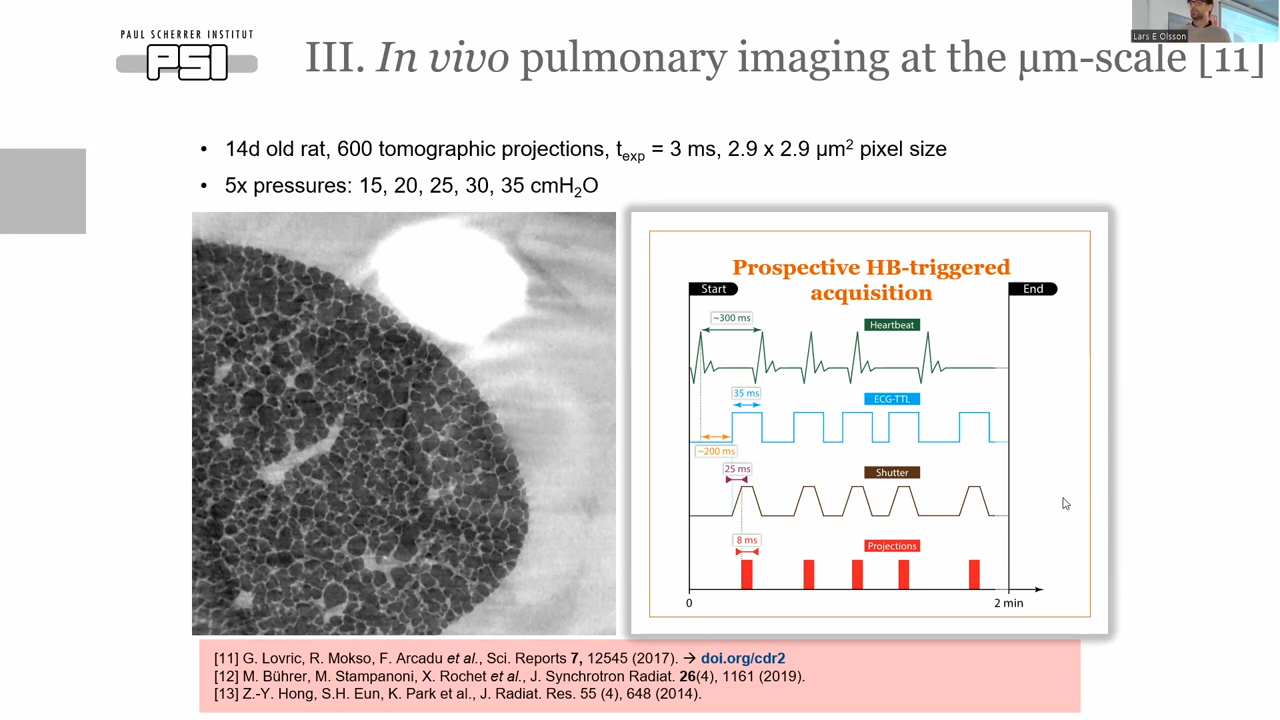 PAUL SCHERRER INSTITUT
PSI
III. In vivo pulmonary imaging at the µm-scale [11]
Lars E Olsson
• 14d old rat, 600 tomographic projections, texp = 3 ms, 2.9 x 2.9 µm² pixel size
• 5x pressures: 15, 20, 25, 30, 35 cmH₂O
Prospective HB-triggered
acquisition
Start
End
~300 ms
Heartbeat
35 ms
ECG-TTL
~200 ms
25 ms
Shutter
8 ms
Projections
0
2 min
[11] G. Lovric, R. Mokso, F. Arcadu et al., Sci. Reports 7, 12545 (2017). → doi.org/cdr2
[12] M. Bührer, M. Stampanoni, X. Rochet et al., J. Synchrotron Radiat. 26(4), 1161 (2019).
[13] Z.-Y. Hong, S.H. Eun, K. Park et al., J. Radiat. Res. 55 (4), 648 (2014).